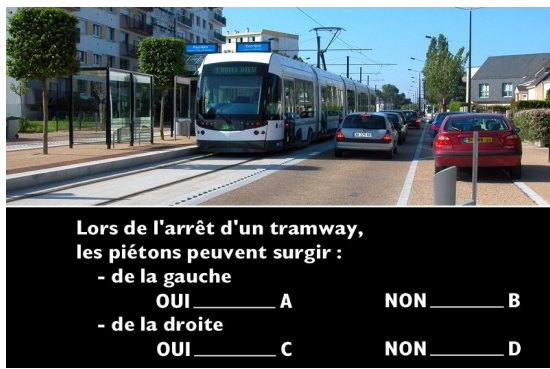 Lors de l'arrêt d'un tramway,
les piétons peuvent surgir :
- de la gauche
OUI A NON B
- de la droite
OUI C NON D